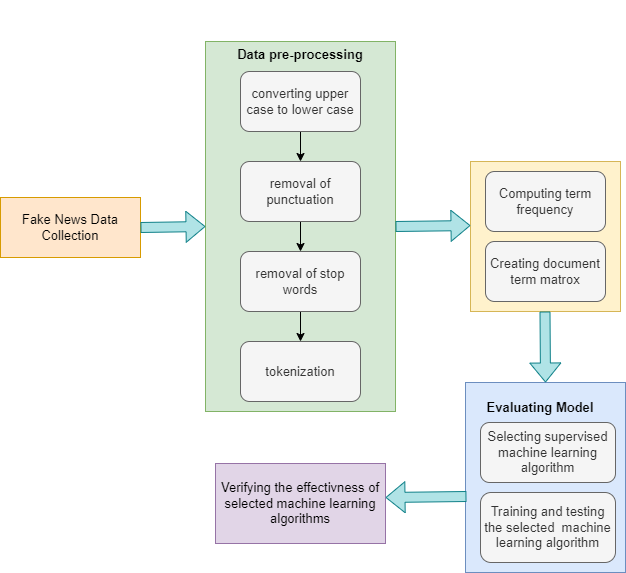 Fake News Data
Collection
Data pre-processing
converting upper
case to lower case
removal of
punctuation
removal of stop
words
tokenization
Computing term
frequency
Creating document
term matrox
Evaluating Model
Selecting supervised
machine learning
algorithm
Training and testing
the selected machine
learning algorithm
Verifying the effectivness of
selected machine learning
algorithms